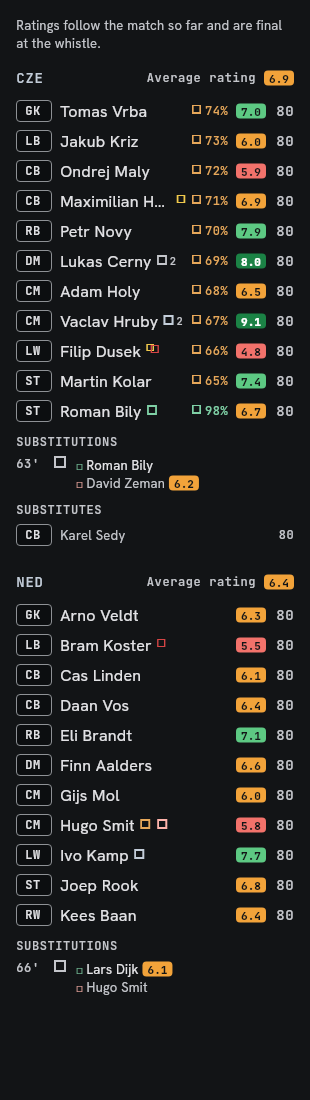 Ratings follow the match so far and are final
at the whistle.
CZE Average rating 6.9
GK Tomas Vrba 74% 7.0 80
LB Jakub Kriz 73% 6.0 80
CB Ondrej Maly 72% 5.9 80
CB Maximilian H... 71% 6.9 80
RB Petr Novy 70% 7.9 80
DM Lukas Cerny 2 69% 8.0 80
CM Adam Holy 68% 6.5 80
CM Vaclav Hruby 2 67% 9.1 80
LW Filip Dusek 66% 4.8 80
ST Martin Kolar 65% 7.4 80
ST Roman Bily 98% 6.7 80
SUBSTITUTIONS
63' Roman Bily
David Zeman 6.2
SUBSTITUTES
CB Karel Sedy 80
NED Average rating 6.4
GK Arno Veldt 6.3 80
LB Bram Koster 5.5 80
CB Cas Linden 6.1 80
CB Daan Vos 6.4 80
RB Eli Brandt 7.1 80
DM Finn Aalders 6.6 80
CM Gijs Mol 6.0 80
CM Hugo Smit 5.8 80
LW Ivo Kamp 7.7 80
ST Joep Rook 6.8 80
RW Kees Baan 6.4 80
SUBSTITUTIONS
66' Lars Dijk 6.1
Hugo Smit